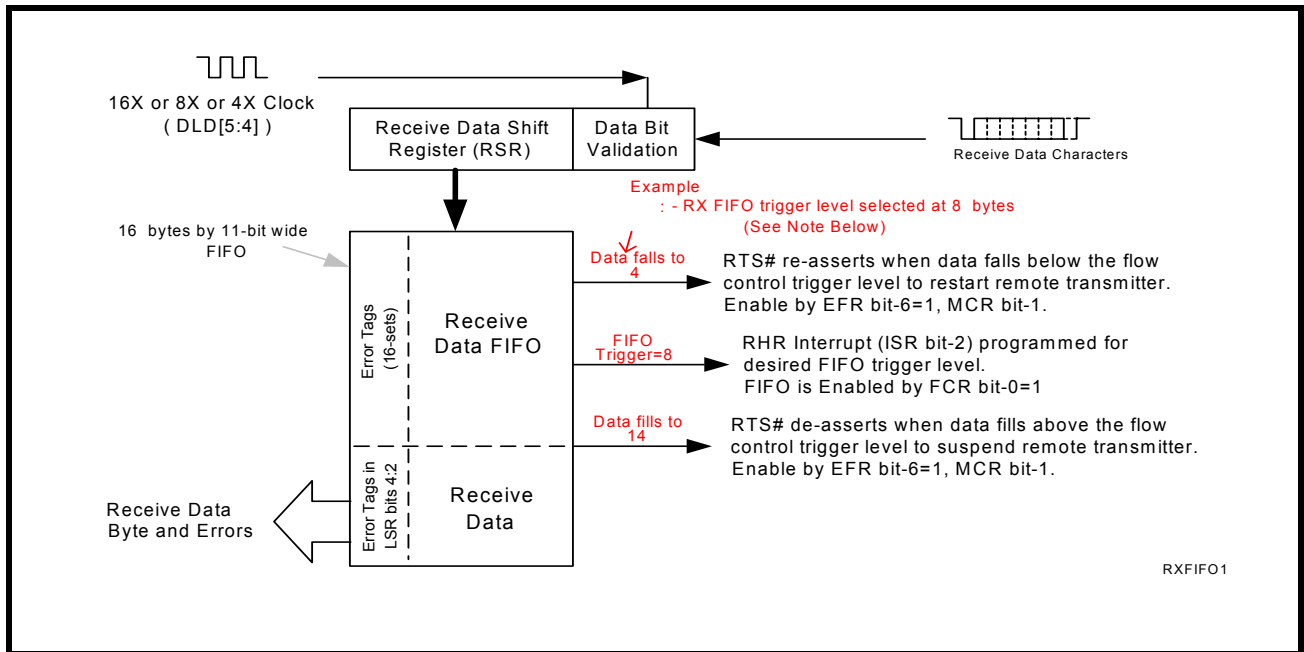 16X or 8X or 4X Clock
( DLD[5:4] )
Receive Data Shift
Register (RSR)
Data Bit
Validation
Receive Data Characters
Example
: - RX FIFO trigger level selected at 8 bytes
(See Note Below)
16 bytes by 11-bit wide
FIFO
Error Tags
(16-sets)
Receive
Data FIFO
Data falls to
4
RTS# re-asserts when data falls below the flow
control trigger level to restart remote transmitter.
Enable by EFR bit-6=1, MCR bit-1.
FIFO
Trigger=8
RHR Interrupt (ISR bit-2) programmed for
desired FIFO trigger level.
FIFO is Enabled by FCR bit-0=1
Data fills to
14
RTS# de-asserts when data fills above the flow
control trigger level to suspend remote transmitter.
Enable by EFR bit-6=1, MCR bit-1.
Error Tags in
LSR bits 4:2
Receive
Data
Receive Data
Byte and Errors
RXFIFO1